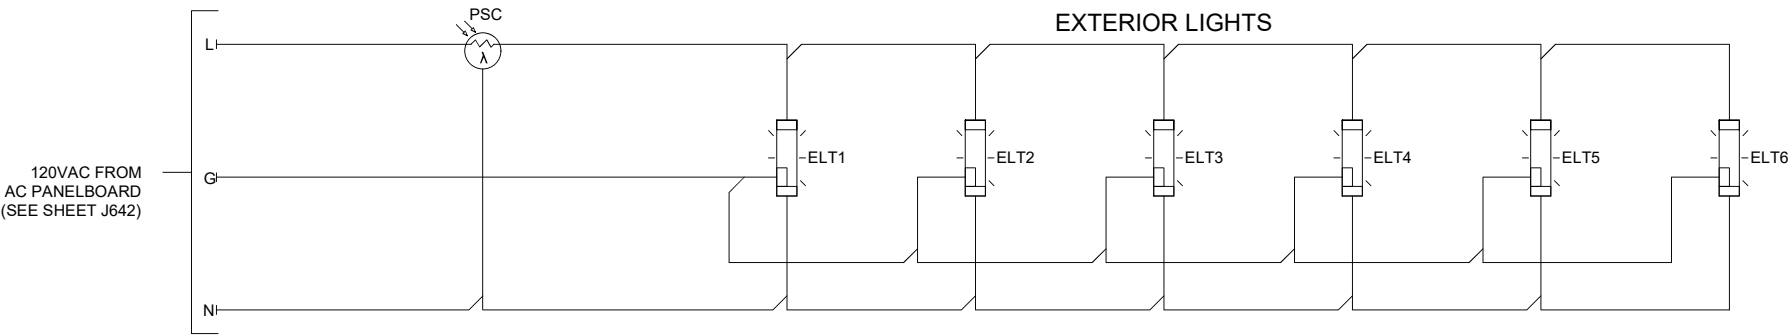 EXTERIOR LIGHTS
PSC
λ
L
G
N
120VAC FROM
AC PANELBOARD
(SEE SHEET J642)
ELT1
ELT2
ELT3
ELT4
ELT5
ELT6